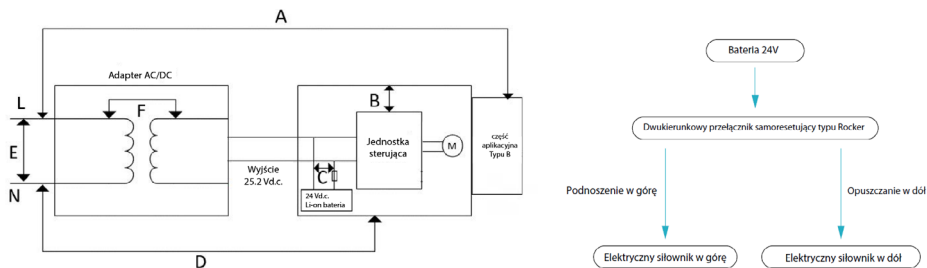 A
Adapter AC/DC
L
F
B
E
Jednostka
sterująca
M
część
aplikacyjna
Typu B
Wyjście
25.2 Vd.c.
C
N
24 Vd.c.
Li-on bateria
D
Bateria 24V
Dwukierunkowy przełącznik samoresetujący typu Rocker
Podnoszenie w górę
Opuszczanie w dół
Elektryczny siłownik w górę
Elektryczny siłownik w dół